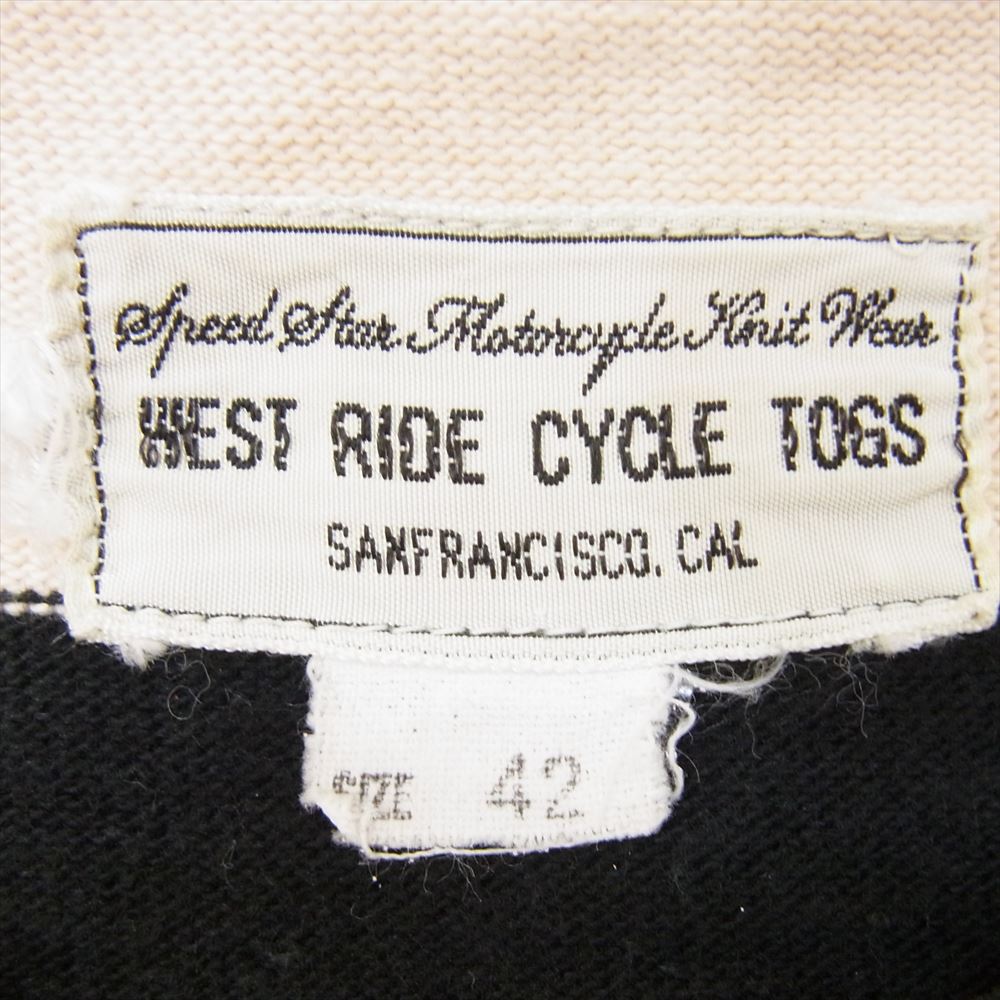 Speed Star Motorcycle Knit Wear
WEST RIDE CYCLE TOGS
SANFRANCISCO. CAL
SIZE 42